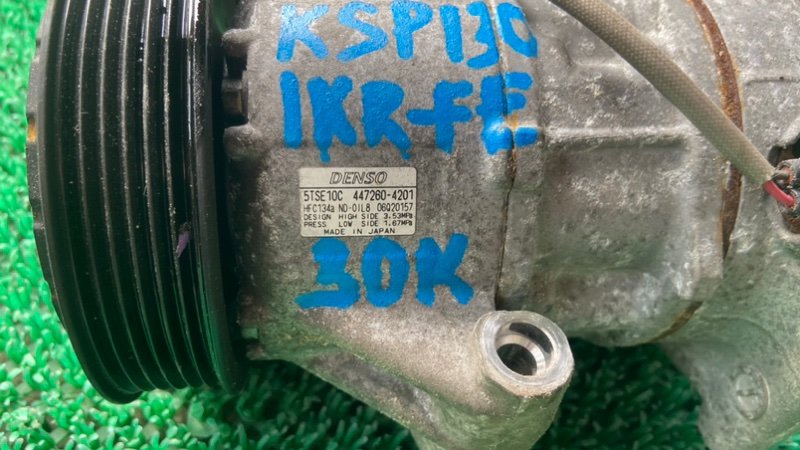 KSP130
1KR-fE
DENSO
5TSE10C 447260-4201
HFC134a ND-OIL8 06Q20157
DESIGN HIGH SIDE 3.53MPa
PRESS LOW SIDE 1.67MPa
MADE IN JAPAN
30K